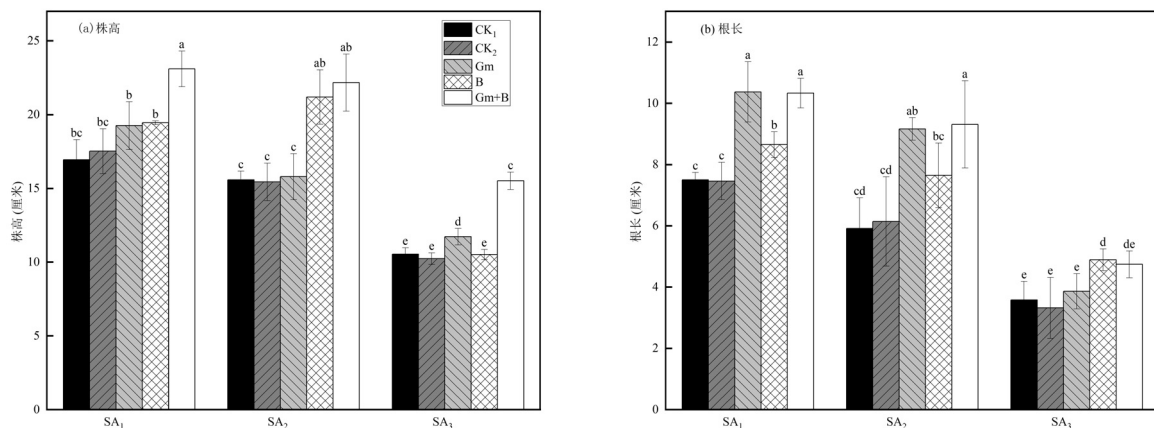 (a) 株高
CK₁
CK₂
Gm
B
Gm+B
株高 (厘米)
25
20
15
10
5
0
bc
bc
b
b
a
c
c
c
ab
ab
e
e
d
e
c
SA₁
SA₂
SA₃
(b) 根长
根长 (厘米)
12
10
8
6
4
2
0
c
c
a
b
a
cd
cd
ab
bc
a
e
e
e
d
de
SA₁
SA₂
SA₃